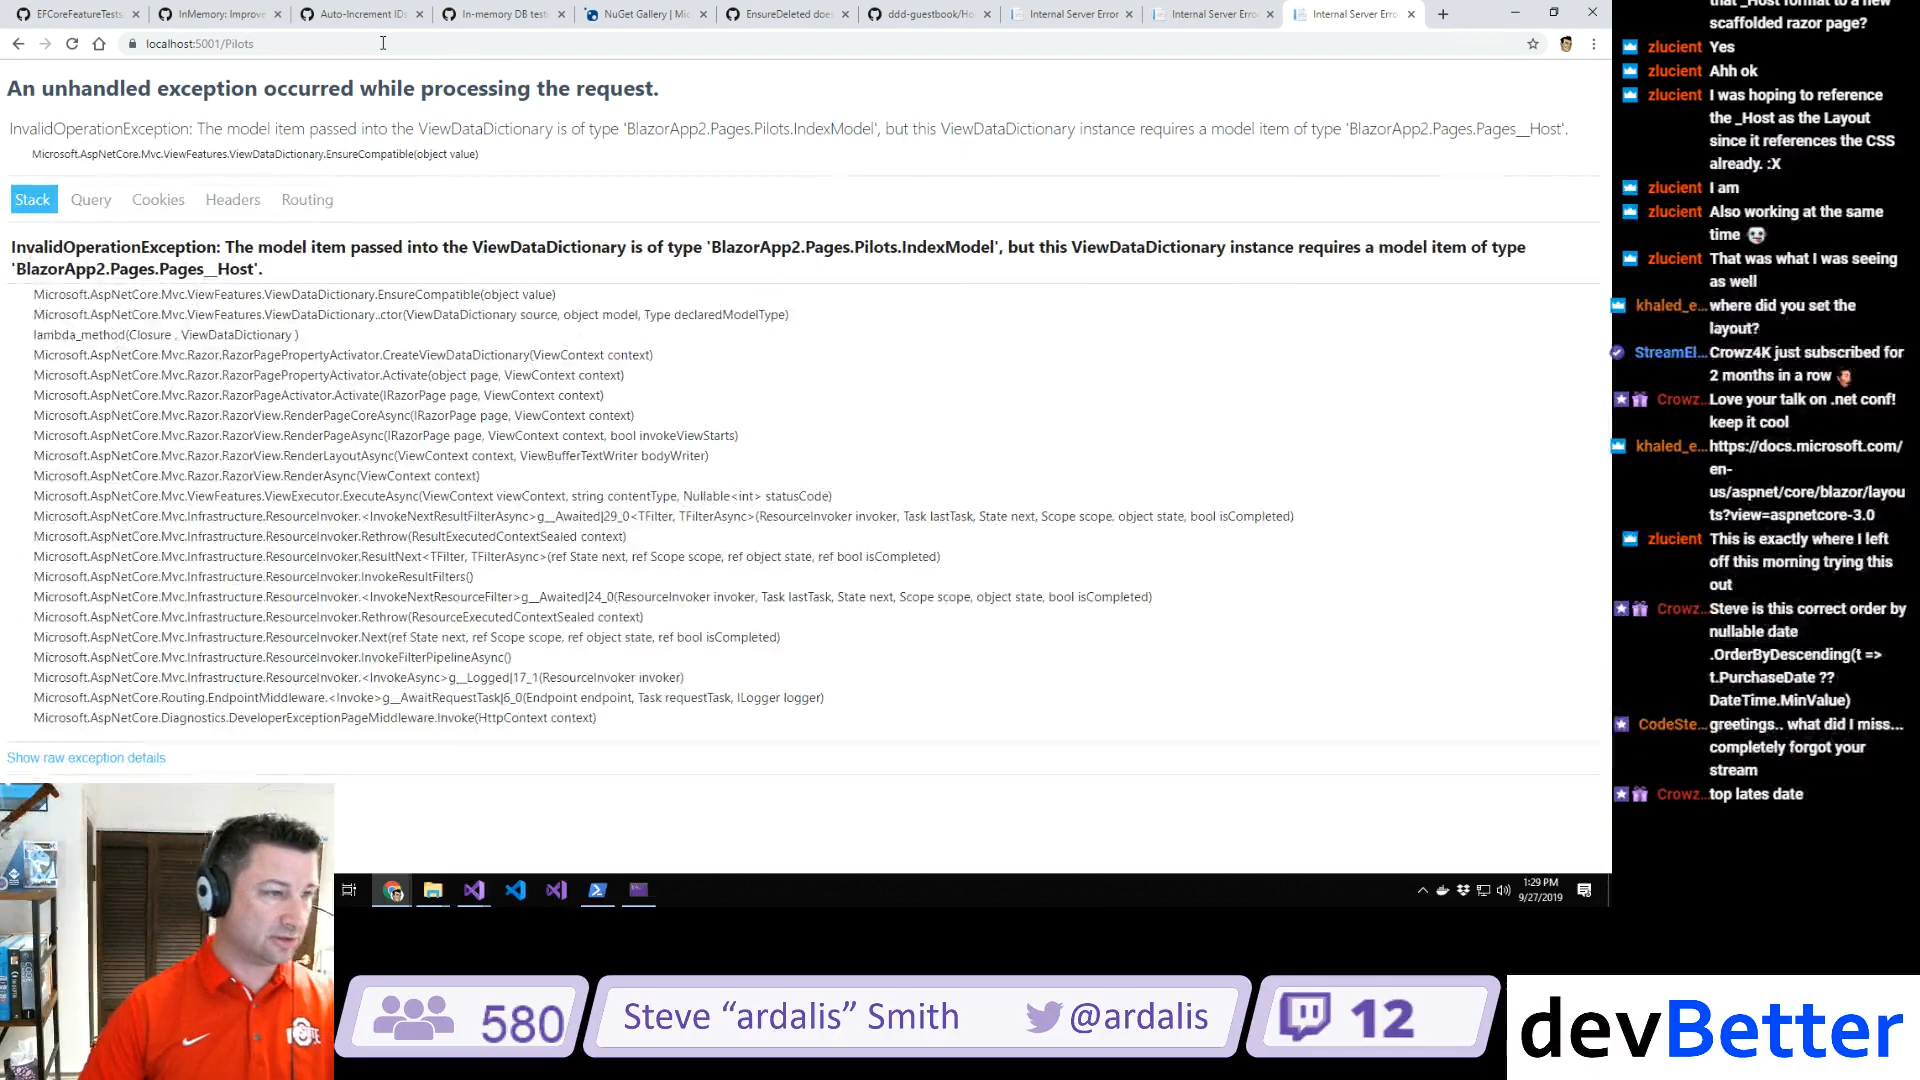 EFCoreFeatureTests.
InMemory: Improve
Auto-Increment IDs
In-memory DB test
NuGet Gallery | Mic
EnsureDeleted does
ddd-guestbook/Ho
Internal Server Error
Internal Server Erro
Internal Server Erro
localhost:5001/Pilots
An unhandled exception occurred while processing the request.
InvalidOperationException: The model item passed into the ViewDataDictionary is of type 'BlazorApp2.Pages.Pilots.IndexModel', but this ViewDataDictionary instance requires a model item of type 'BlazorApp2.Pages.Pages__Host'.
Microsoft.AspNetCore.Mvc.ViewFeatures.ViewDataDictionary.EnsureCompatible(object value)
Stack Query Cookies Headers Routing
InvalidOperationException: The model item passed into the ViewDataDictionary is of type 'BlazorApp2.Pages.Pilots.IndexModel', but this ViewDataDictionary instance requires a model item of type
'BlazorApp2.Pages.Pages__Host'.
Microsoft.AspNetCore.Mvc.ViewFeatures.ViewDataDictionary.EnsureCompatible(object value)
Microsoft.AspNetCore.Mvc.ViewFeatures.ViewDataDictionary..ctor(ViewDataDictionary source, object model, Type declaredModelType)
lambda_method(Closure , ViewDataDictionary )
Microsoft.AspNetCore.Mvc.Razor.RazorPagePropertyActivator.CreateViewDataDictionary(ViewContext context)
Microsoft.AspNetCore.Mvc.Razor.RazorPagePropertyActivator.Activate(object page, ViewContext context)
Microsoft.AspNetCore.Mvc.Razor.RazorPageActivator.Activate(IRazorPage page, ViewContext context)
Microsoft.AspNetCore.Mvc.Razor.RazorView.RenderPageCoreAsync(IRazorPage page, ViewContext context)
Microsoft.AspNetCore.Mvc.Razor.RazorView.RenderPageAsync(IRazorPage page, ViewContext context, bool invokeViewStarts)
Microsoft.AspNetCore.Mvc.Razor.RazorView.RenderLayoutAsync(ViewContext context, ViewBufferTextWriter bodyWriter)
Microsoft.AspNetCore.Mvc.Razor.RazorView.RenderAsync(ViewContext context)
Microsoft.AspNetCore.Mvc.ViewFeatures.ViewExecutor.ExecuteAsync(ViewContext viewContext, string contentType, Nullable<int> statusCode)
Microsoft.AspNetCore.Mvc.Infrastructure.ResourceInvoker.<InvokeNextResultFilterAsync>g__Awaited|29_0<TFilter, TFilterAsync>(ResourceInvoker invoker, Task lastTask, State next, Scope scope, object state, bool isCompleted)
Microsoft.AspNetCore.Mvc.Infrastructure.ResourceInvoker.Rethrow(ResultExecutedContextSealed context)
Microsoft.AspNetCore.Mvc.Infrastructure.ResourceInvoker.ResultNext<TFilter, TFilterAsync>(ref State next, ref Scope scope, ref object state, ref bool isCompleted)
Microsoft.AspNetCore.Mvc.Infrastructure.ResourceInvoker.InvokeResultFilters()
Microsoft.AspNetCore.Mvc.Infrastructure.ResourceInvoker.<InvokeNextResourceFilter>g__Awaited|24_0(ResourceInvoker invoker, Task lastTask, State next, Scope scope, object state, bool isCompleted)
Microsoft.AspNetCore.Mvc.Infrastructure.ResourceInvoker.Rethrow(ResourceExecutedContextSealed context)
Microsoft.AspNetCore.Mvc.Infrastructure.ResourceInvoker.Next(ref State next, ref Scope scope, ref object state, ref bool isCompleted)
Microsoft.AspNetCore.Mvc.Infrastructure.ResourceInvoker.InvokeFilterPipelineAsync()
Microsoft.AspNetCore.Mvc.Infrastructure.ResourceInvoker.<InvokeAsync>g__Logged|17_1(ResourceInvoker invoker)
Microsoft.AspNetCore.Routing.EndpointMiddleware.<Invoke>g__AwaitRequestTask|6_0(Endpoint endpoint, Task requestTask, ILogger logger)
Microsoft.AspNetCore.Diagnostics.DeveloperExceptionPageMiddleware.Invoke(HttpContext context)
Show raw exception details
1:29 PM
9/27/2019
that _Host format to a new
scaffolded razor page?
zlucient Yes
zlucient Ahh ok
zlucient I was hoping to reference
the _Host as the Layout
since it references the CSS
already. :X
zlucient I am
zlucient Also working at the same
time
zlucient That was what I was seeing
as well
khaled_e... where did you set the
layout?
StreamEl... Crowz4K just subscribed for
2 months in a row
Crowz... Love your talk on .net conf!
keep it cool
khaled_e... https://docs.microsoft.com/
en-
us/aspnet/core/blazor/layou
ts?view=aspnetcore-3.0
zlucient This is exactly where I left
off this morning trying this
out
Crowz... Steve is this correct order by
nullable date
.OrderByDescending(t =>
t.PurchaseDate ??
DateTime.MinValue)
CodeSte... greetings.. what did I miss...
completely forgot your
stream
Crowz... top lates date
580
Steve "ardalis" Smith
@ardalis
12
devBetter